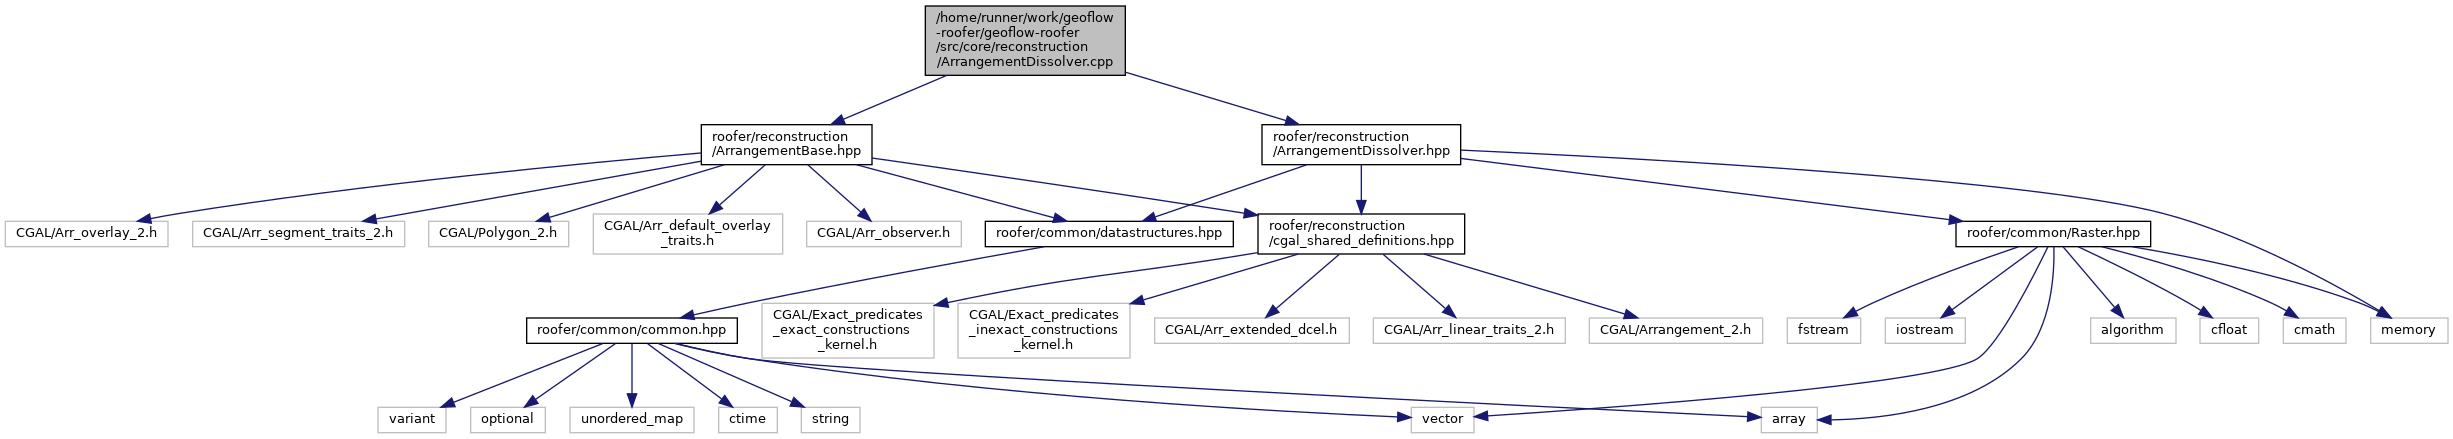 /home/runner/work/geoflow
-roofer/geoflow-roofer
/src/core/reconstruction
/ArrangementDissolver.cpp
roofer/reconstruction
/ArrangementBase.hpp
roofer/reconstruction
/ArrangementDissolver.hpp
CGAL/Arr_overlay_2.h
CGAL/Arr_segment_traits_2.h
CGAL/Polygon_2.h
CGAL/Arr_default_overlay
_traits.h
CGAL/Arr_observer.h
roofer/common/datastructures.hpp
roofer/reconstruction
/cgal_shared_definitions.hpp
roofer/common/Raster.hpp
roofer/common/common.hpp
CGAL/Exact_predicates
_exact_constructions
_kernel.h
CGAL/Exact_predicates
_inexact_constructions
_kernel.h
CGAL/Arr_extended_dcel.h
CGAL/Arr_linear_traits_2.h
CGAL/Arrangement_2.h
fstream
iostream
algorithm
cfloat
cmath
memory
variant
optional
unordered_map
ctime
string
vector
array